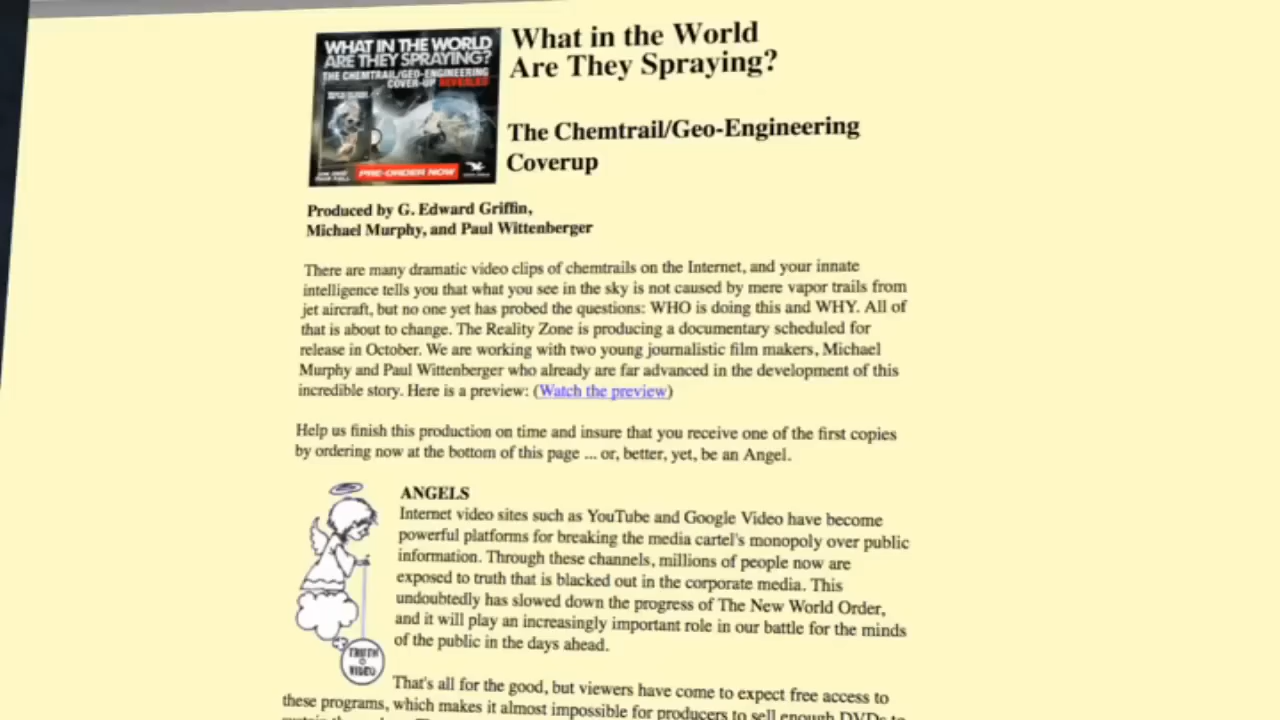 WHAT IN THE WORLD
ARE THEY SPRAYING?
THE CHEMTRAIL/GEO-ENGINEERING
COVER-UP REVEALED
PRE-ORDER NOW
What in the World
Are They Spraying?
The Chemtrail/Geo-Engineering
Coverup
Produced by G. Edward Griffin,
Michael Murphy, and Paul Wittenberger
There are many dramatic video clips of chemtrails on the Internet, and your innate
intelligence tells you that what you see in the sky is not caused by mere vapor trails from
jet aircraft, but no one yet has probed the questions: WHO is doing this and WHY. All of
that is about to change. The Reality Zone is producing a documentary scheduled for
release in October. We are working with two young journalistic film makers, Michael
Murphy and Paul Wittenberger who already are far advanced in the development of this
incredible story. Here is a preview: (Watch the preview)
Help us finish this production on time and insure that you receive one of the first copies
by ordering now at the bottom of this page ... or, better, yet, be an Angel.
ANGELS
Internet video sites such as YouTube and Google Video have become
powerful platforms for breaking the media cartel's monopoly over public
information. Through these channels, millions of people now are
exposed to truth that is blacked out in the corporate media. This
undoubtedly has slowed down the progress of The New World Order,
and it will play an increasingly important role in our battle for the minds
of the public in the days ahead.
TRUTH
VIDEO
That's all for the good, but viewers have come to expect free access to
these programs, which makes it almost impossible for producers to sell enough DVDs to